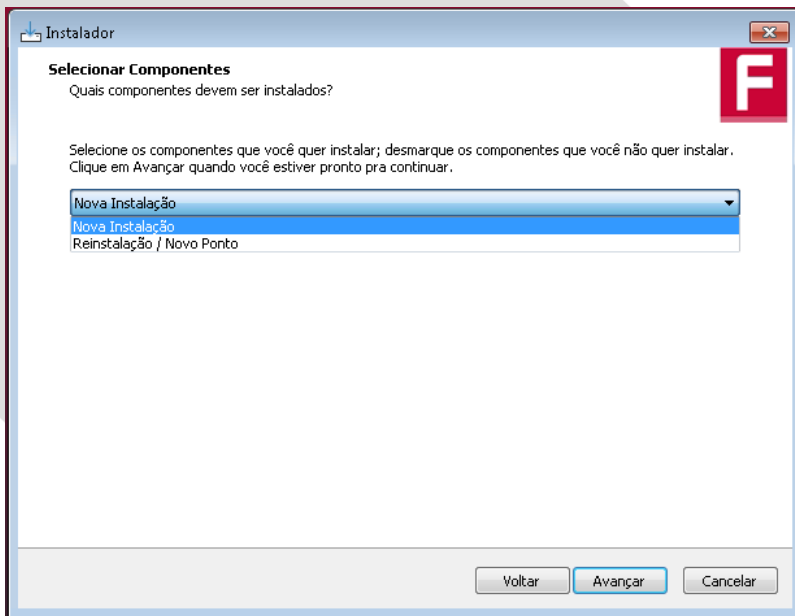 Instalador
Selecionar Componentes
Quais componentes devem ser instalados?
F
Selecione os componentes que você quer instalar; desmarque os componentes que você não quer instalar.
Clique em Avançar quando você estiver pronto pra continuar.
Nova Instalação
Nova Instalação
Reinstalação / Novo Ponto
Voltar
Avançar
Cancelar